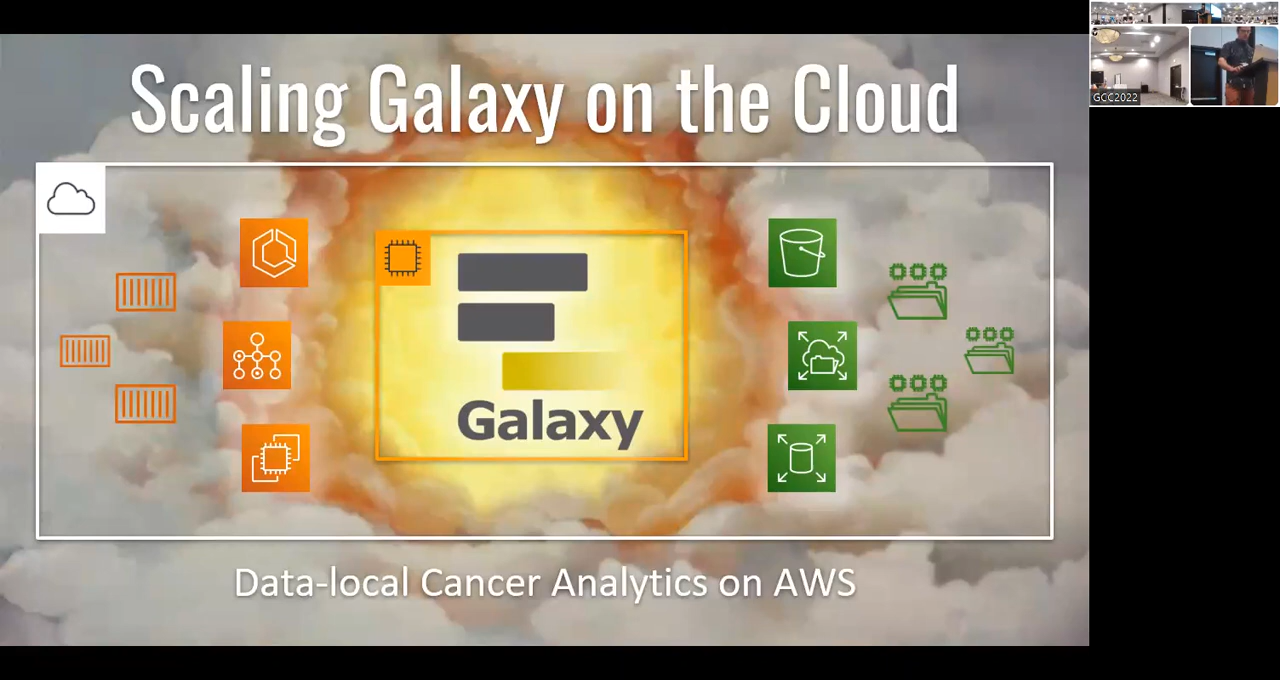 Scaling Galaxy on the Cloud
Galaxy
Data-local Cancer Analytics on AWS
GCC2022